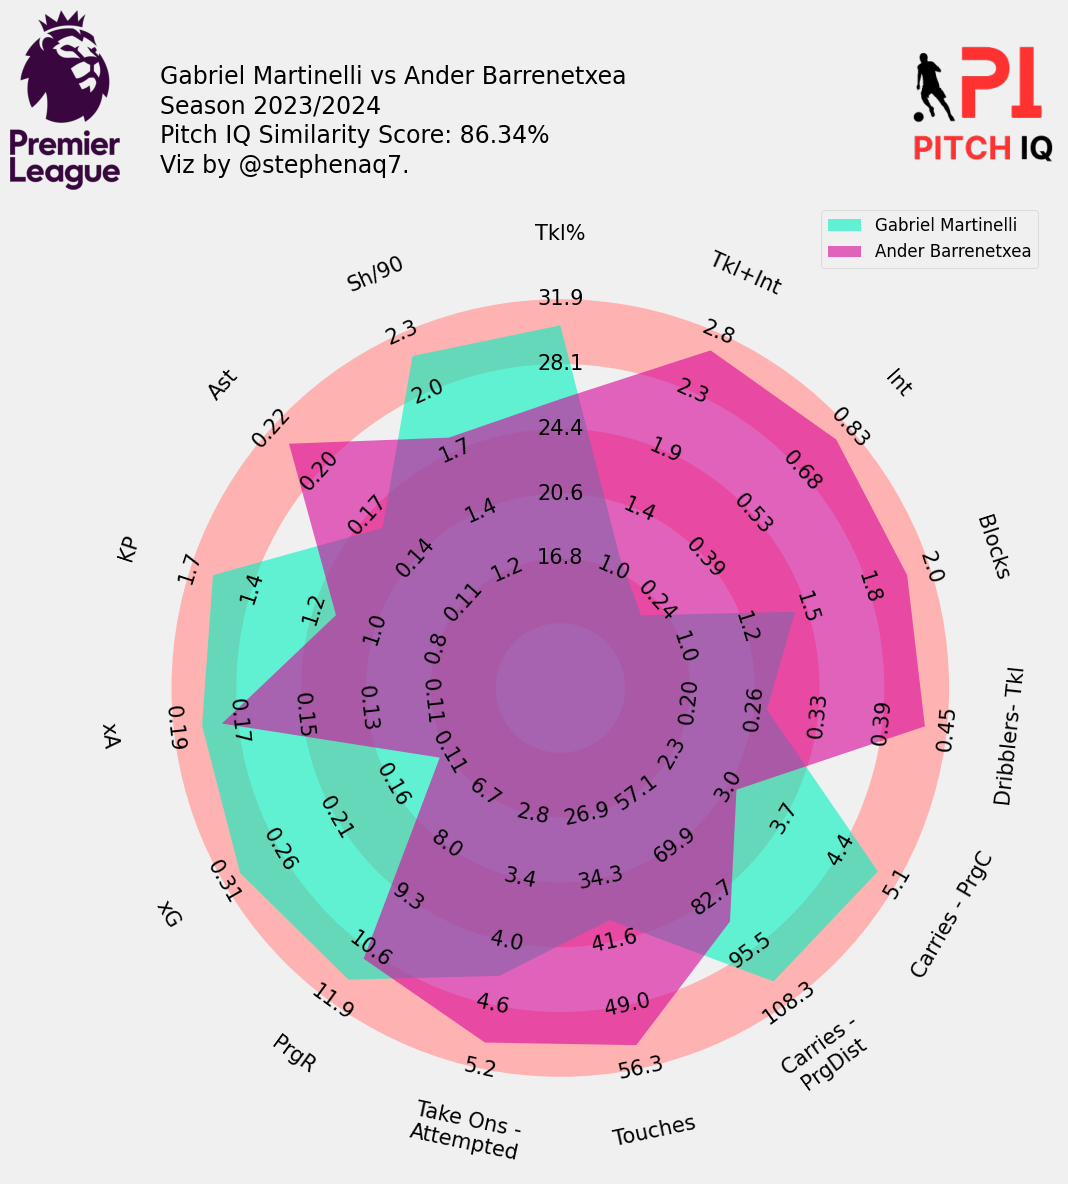 Gabriel Martinelli vs Ander Barrenetxea
Season 2023/2024
Pitch IQ Similarity Score: 86.34%
Viz by @stephenaq7.
Premier
League
PI
PITCH IQ
Gabriel Martinelli
Ander Barrenetxea
Tkl%
31.9
28.1
24.4
20.6
16.8
Tkl+Int
2.8
2.3
1.9
1.4
1.0
Int
0.83
0.68
0.53
0.39
0.24
Blocks
2.0
1.8
1.5
1.2
1.0
Dribblers- Tkl
0.45
0.39
0.33
0.26
0.20
Carries - PrgC
5.1
4.4
3.7
3.0
2.3
Carries -
PrgDist
108.3
95.5
82.7
69.9
57.1
Touches
56.3
49.0
41.6
34.3
26.9
Take Ons -
Attempted
5.2
4.6
4.0
3.4
2.8
PrgR
11.9
10.6
9.3
8.0
6.7
xG
0.31
0.26
0.21
0.16
0.11
xA
0.19
0.17
0.15
0.13
0.11
KP
1.7
1.4
1.2
1.0
0.8
Ast
0.22
0.20
0.17
0.14
0.11
Sh/90
2.3
2.0
1.7
1.4
1.2